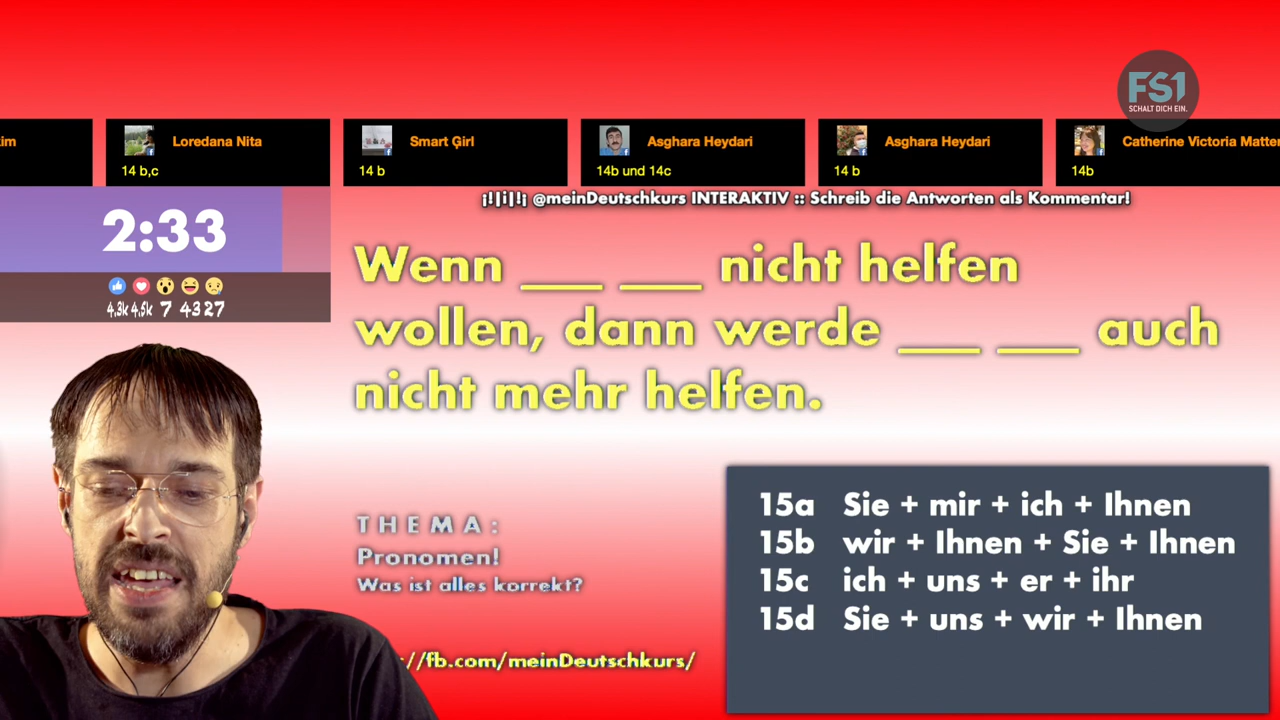 FS1
SCHALT DICH EIN.
im
Loredana Nita
14 b,c
Smart Girl
14 b
Asghara Heydari
14b und 14c
Asghara Heydari
14 b
Catherine Victoria Matter
14b
@meinDeutschkurs INTERAKTIV :: Schreib die Antworten als Kommentar!
2:33
4,3k 4,5k 7 43 27
Wenn ___ ___ nicht helfen
wollen, dann werde ___ ___ auch
nicht mehr helfen.
THEMA:
Pronomen!
Was ist alles korrekt?
//fb.com/meinDeutschkurs/
15a Sie + mir + ich + Ihnen
15b wir + Ihnen + Sie + Ihnen
15c ich + uns + er + ihr
15d Sie + uns + wir + Ihnen